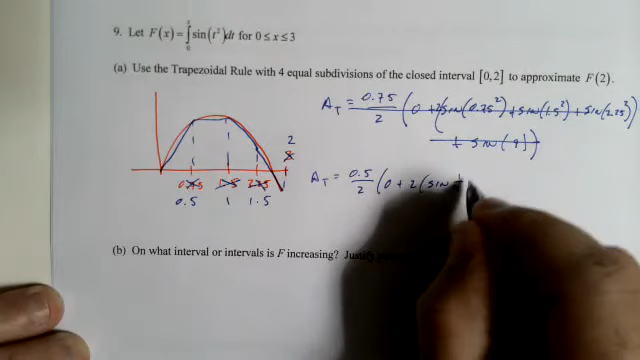 9. Let F(x) = ∫₀ˣ sin(t²)dt for 0 ≤ x ≤ 3
(a) Use the Trapezoidal Rule with 4 equal subdivisions of the closed interval [0,2] to approximate F(2).
A_T = 0.75/2 (0 + 2(sin(0.75²) + sin(1.5²) + sin(2.25²)
+ sin(9))
2
3
0.75 1.5 2.25
0.5 1 1.5
A_T = 0.5/2 (0 + 2(sin
(b) On what interval or intervals is F increasing? Justify